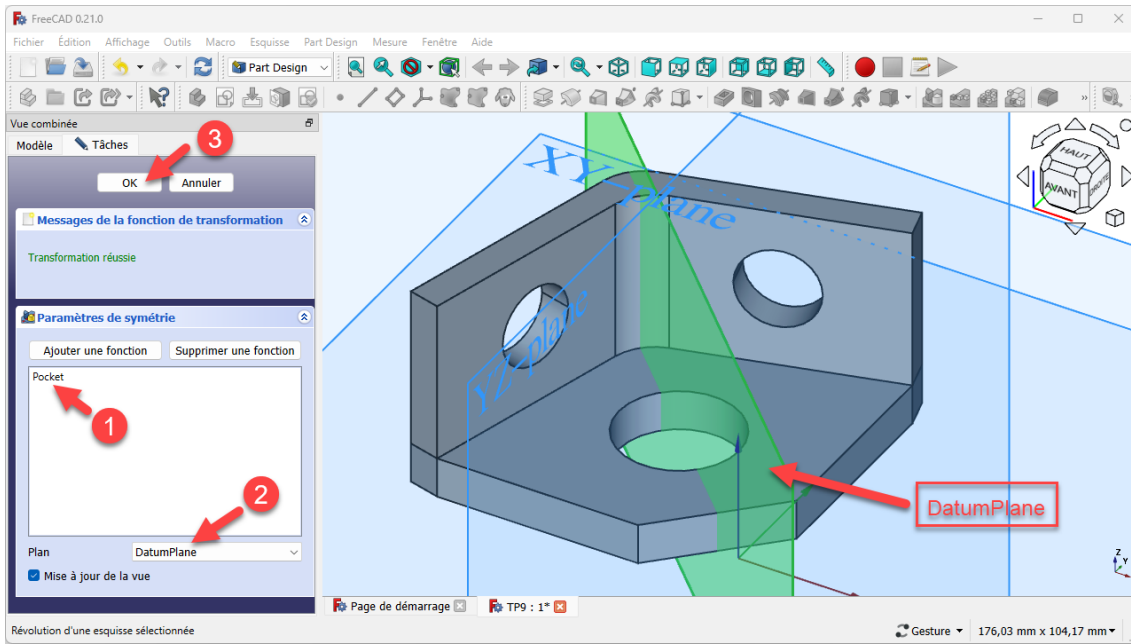 FreeCAD 0.21.0
Fichier Édition Affichage Outils Macro Esquisse Part Design Mesure Fenêtre Aide
Part Design
Vue combinée
Modèle Tâches
3
OK Annuler
Messages de la fonction de transformation
Transformation réussie
Paramètres de symétrie
Ajouter une fonction Supprimer une fonction
Pocket
1
2
Plan DatumPlane
Mise à jour de la vue
XY-plane
YZ-plane
DatumPlane
HAUT
AVANT
DROITE
Z
Y
Page de démarrage TP9 : 1*
Révolution d'une esquisse sélectionnée
Gesture 176,03 mm x 104,17 mm